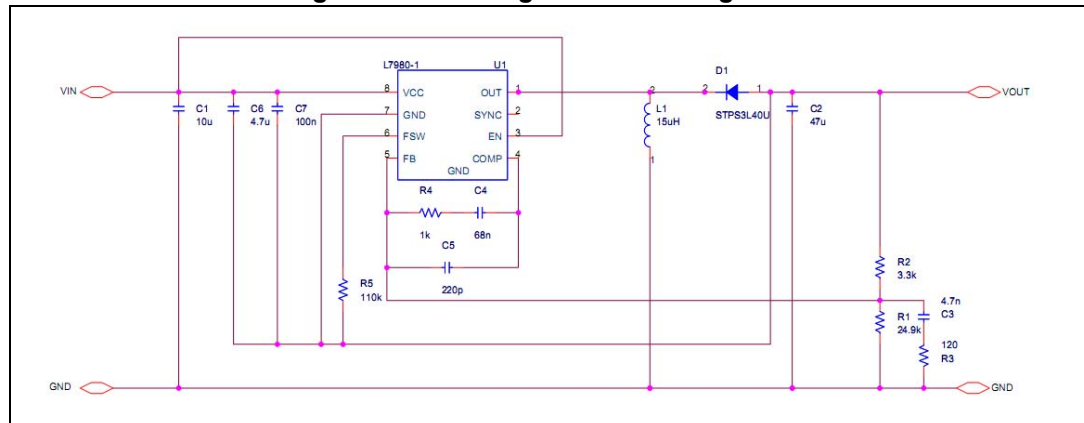 L7980-1 U1
VIN
C1
10u
C6
4.7u
C7
100n
8 VCC OUT 1
7 GND SYNC 2
6 FSW EN 3
5 FB COMP 4
GND
R4
1k
C4
68n
C5
220p
R5
110k
2
L1
15uH
1
D1
2 1
STPS3L40U
C2
47u
VOUT
R2
3.3k
R1
24.9k
4.7n
C3
120
R3
GND
GND